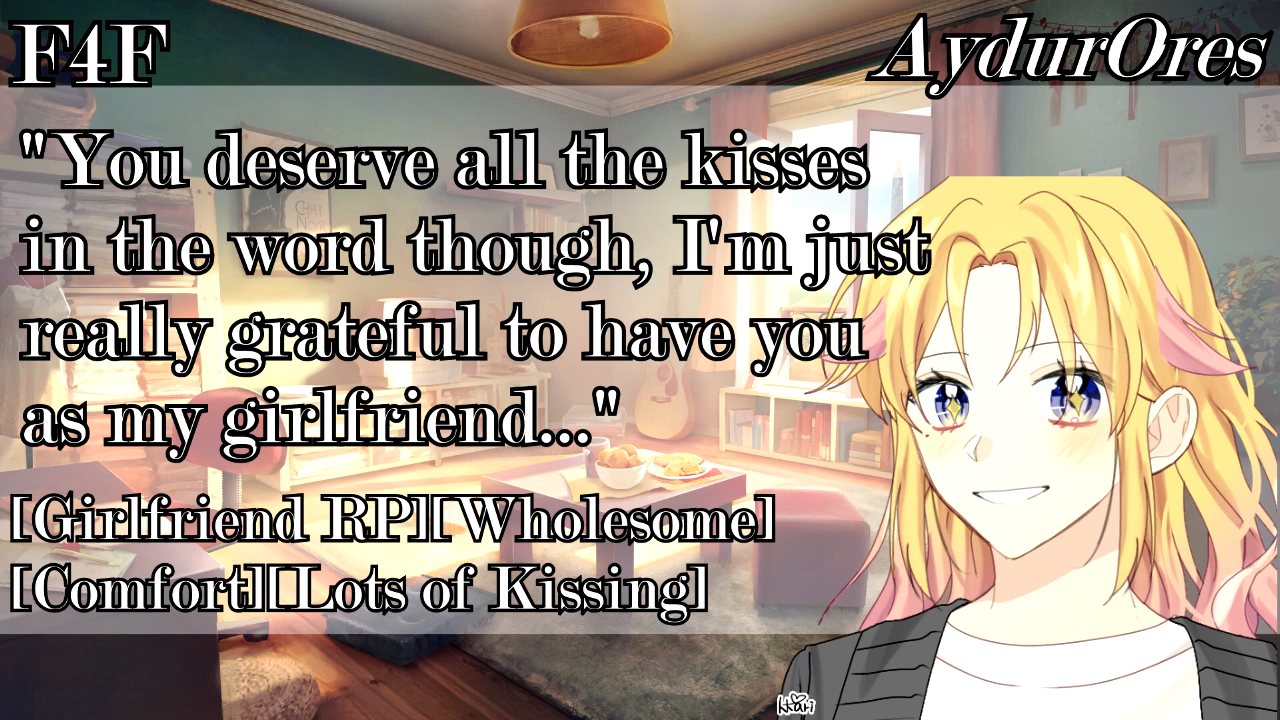 F4F
AydurOres
"You deserve all the kisses
in the word though, I'm just
really grateful to have you
as my girlfriend..."
[Girlfriend RP][Wholesome]
[Comfort][Lots of Kissing]